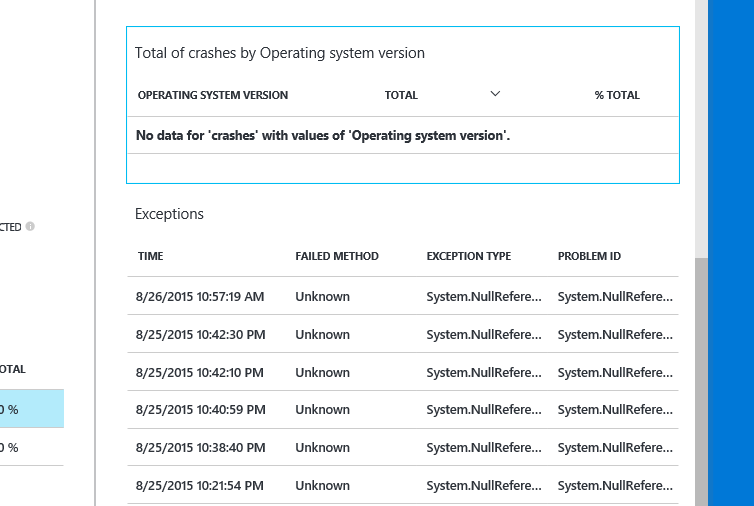 Total of crashes by Operating system version
OPERATING SYSTEM VERSION TOTAL % TOTAL
No data for 'crashes' with values of 'Operating system version'.
Exceptions
CTED
TIME FAILED METHOD EXCEPTION TYPE PROBLEM ID
8/26/2015 10:57:19 AM Unknown System.NullRefere... System.NullRefere...
8/25/2015 10:42:30 PM Unknown System.NullRefere... System.NullRefere...
OTAL
8/25/2015 10:42:10 PM Unknown System.NullRefere... System.NullRefere...
0 % 8/25/2015 10:40:59 PM Unknown System.NullRefere... System.NullRefere...
0 % 8/25/2015 10:38:40 PM Unknown System.NullRefere... System.NullRefere...
8/25/2015 10:21:54 PM Unknown System.NullRefere... System.NullRefere...